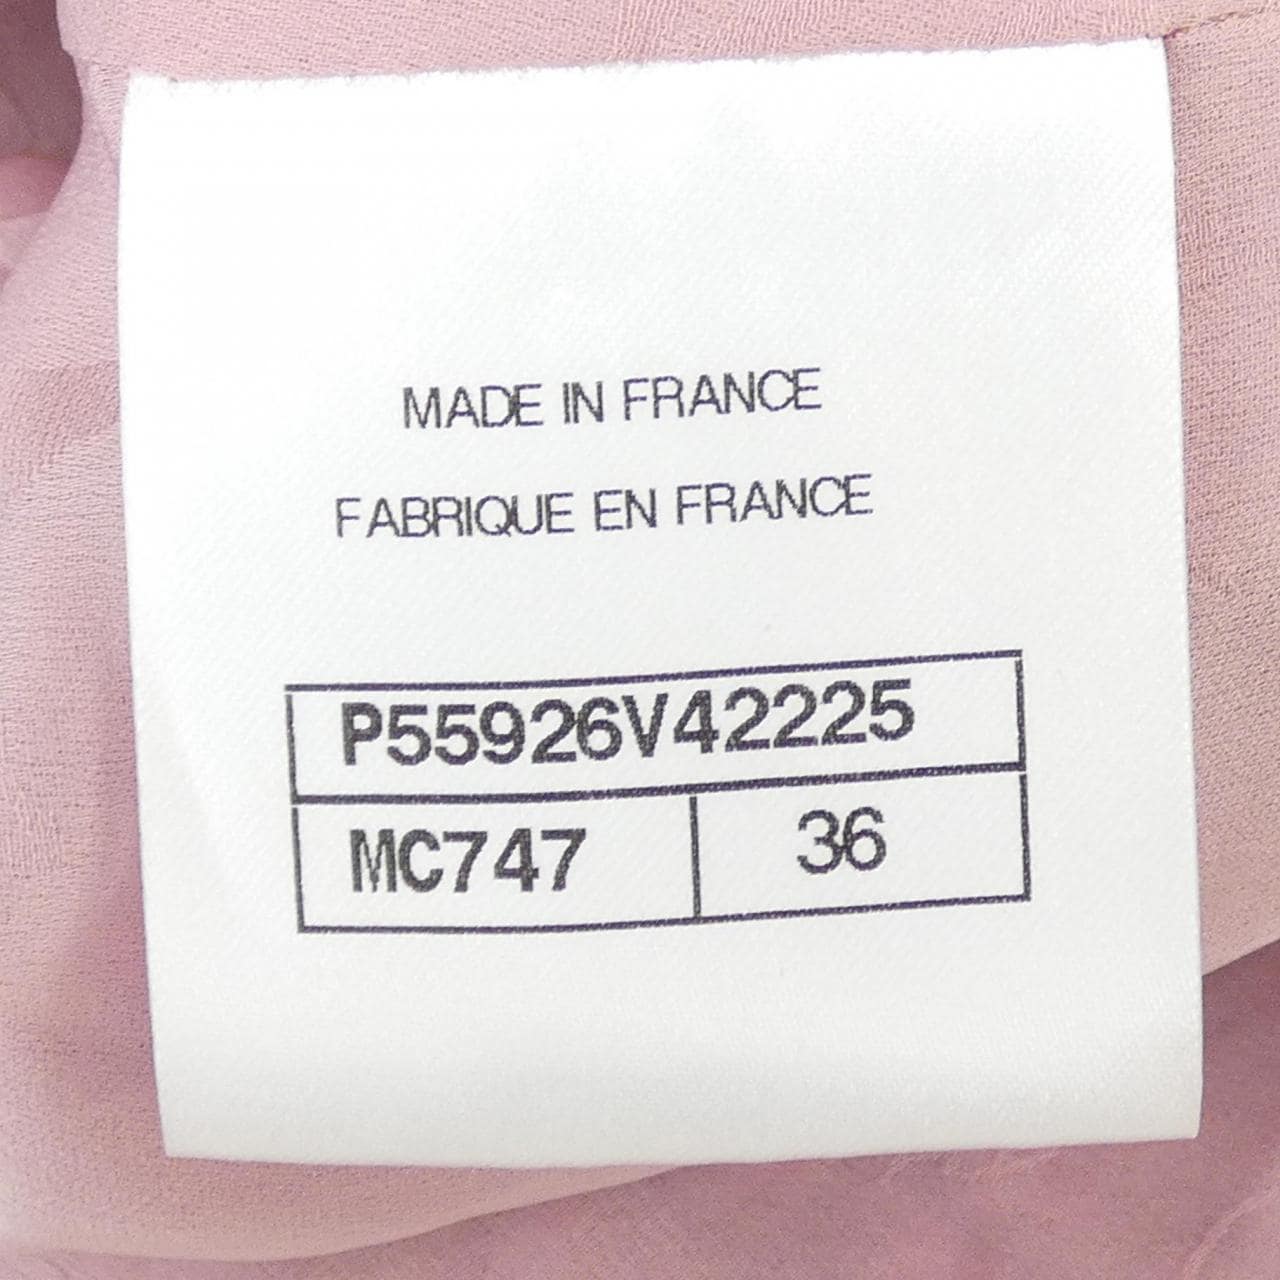 MADE IN FRANCE
FABRIQUE EN FRANCE
P55926V42225
MC747 36